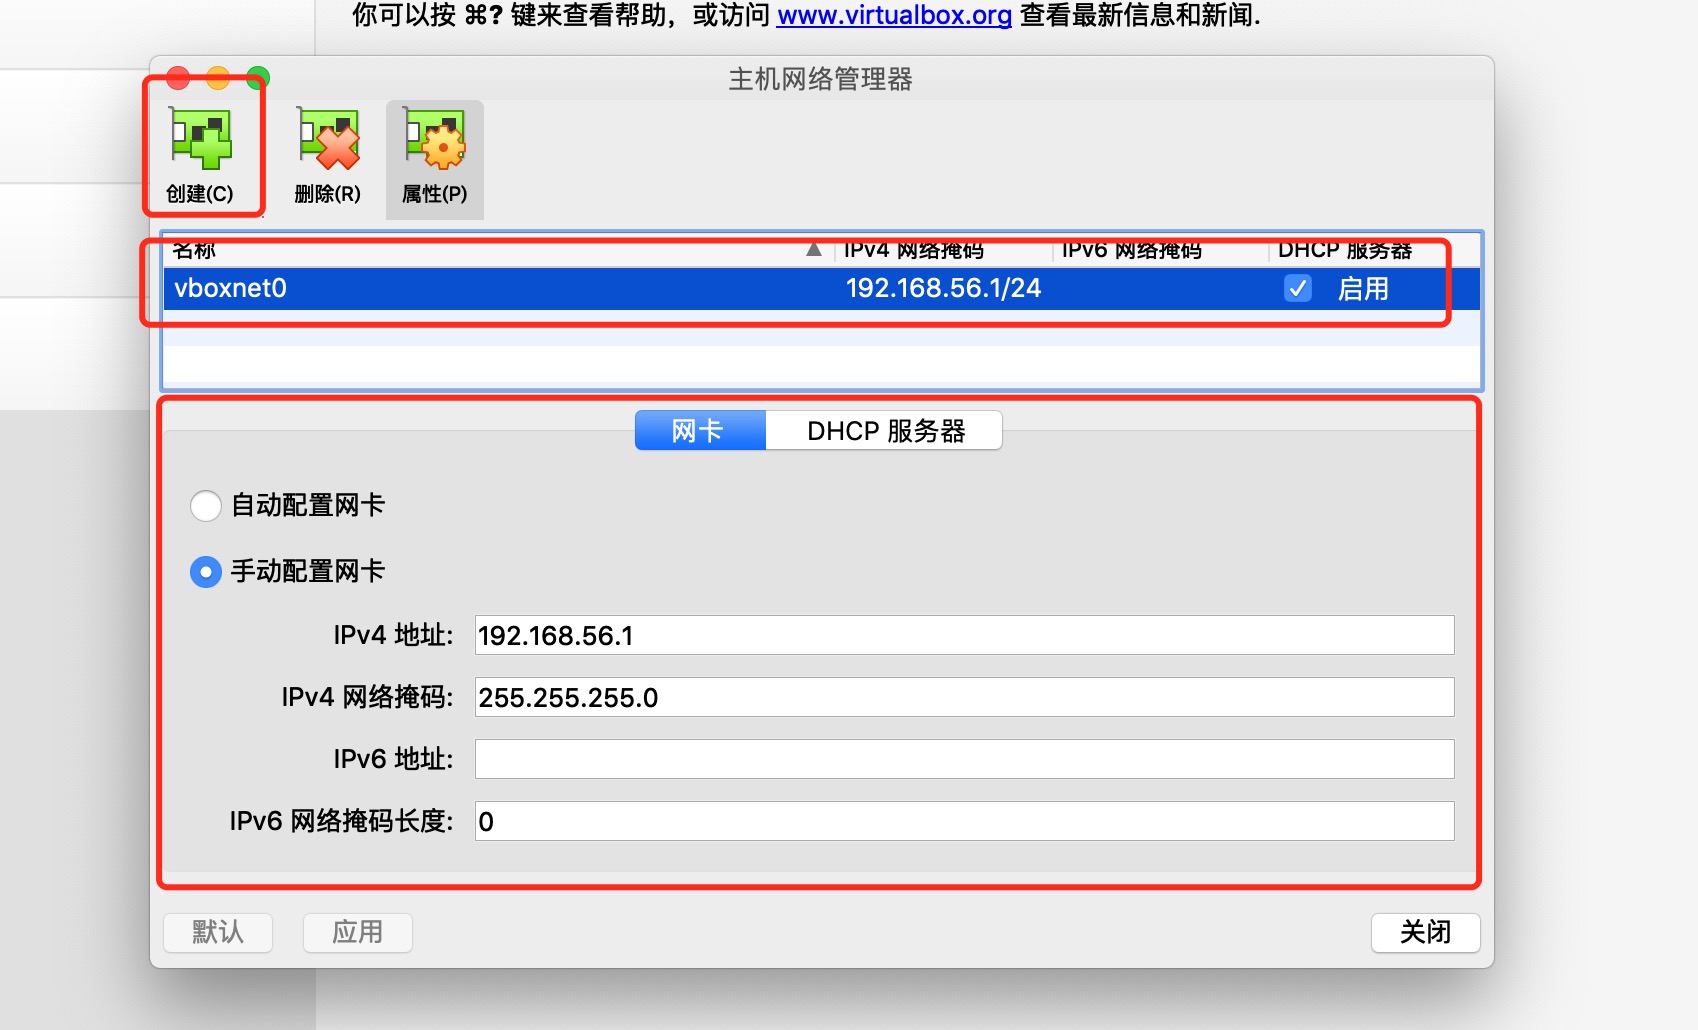 你可以按 ⌘? 键来查看帮助，或访问 www.virtualbox.org 查看最新信息和新闻.
主机网络管理器
创建(C) 删除(R) 属性(P)
名称 IPv4 网络掩码 IPv6 网络掩码 DHCP 服务器
vboxnet0 192.168.56.1/24 启用
网卡 DHCP 服务器
自动配置网卡
手动配置网卡
IPv4 地址: 192.168.56.1
IPv4 网络掩码: 255.255.255.0
IPv6 地址:
IPv6 网络掩码长度: 0
默认 应用 关闭